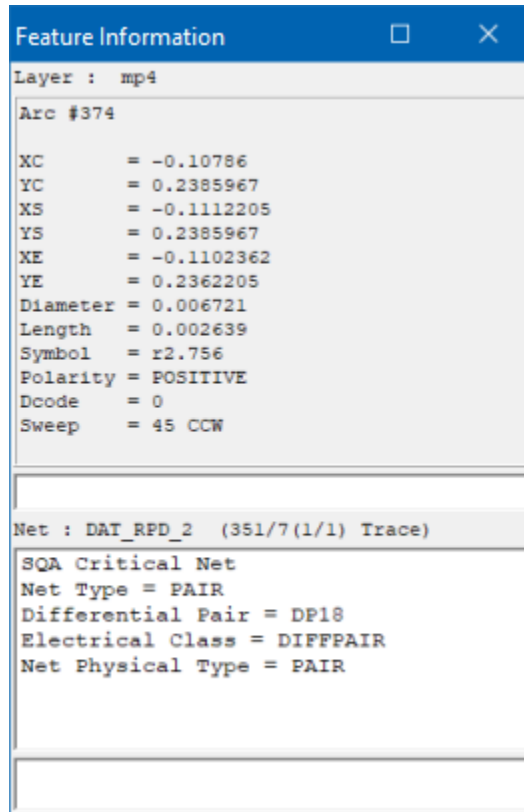 Feature Information
Layer :  mp4
Arc #374
XC       = -0.10786
YC       = 0.2385967
XS       = -0.1112205
YS       = 0.2385967
XE       = -0.1102362
YE       = 0.2362205
Diameter = 0.006721
Length   = 0.002639
Symbol   = r2.756
Polarity = POSITIVE
Dcode    = 0
Sweep    = 45 CCW
Net : DAT_RPD_2  (351/7(1/1) Trace)
SQA Critical Net
Net Type = PAIR
Differential Pair = DP18
Electrical Class = DIFFPAIR
Net Physical Type = PAIR